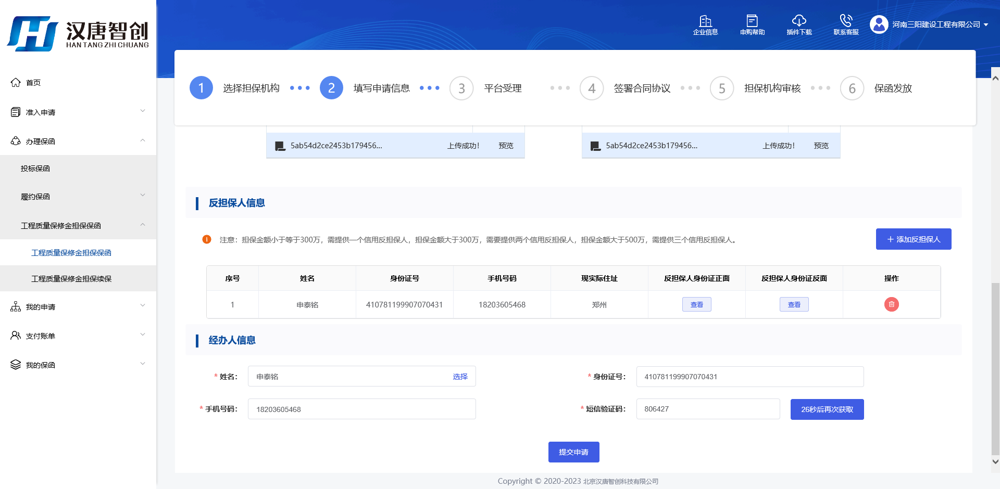 汉唐智创
HAN TANG ZHI CHUANG
企业信息
申购帮助
插件下载
联系客服
河南三阳建设工程有限公司
首页
准入申请
办理保函
投标保函
履约保函
工程质量保修金担保保函
工程质量保修金担保保函
工程质量保修金担保续保
我的申请
支付账单
我的保函
1 选择担保机构
2 填写申请信息
3 平台受理
4 签署合同协议
5 担保机构审核
6 保函发放
5ab54d2ce2453b179456... 上传成功！ 预览
5ab54d2ce2453b179456... 上传成功！ 预览
反担保人信息
注意：担保金额小于等于300万，需提供一个信用反担保人，担保金额大于300万，需要提供两个信用反担保人，担保金额大于500万，需提供三个信用反担保人。
添加反担保人
序号 姓名 身份证号 手机号码 现实际住址 反担保人身份证正面 反担保人身份证反面 操作
1 申泰铭 410781199907070431 18203605468 郑州 查看 查看
经办人信息
* 姓名： 申泰铭 选择
* 身份证号： 410781199907070431
* 手机号码： 18203605468
* 短信验证码： 806427 26秒后再次获取
提交申请
Copyright © 2020-2023 北京汉唐智创科技有限公司